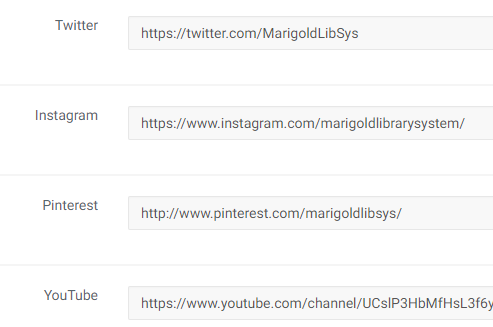 Twitter
https://twitter.com/MarigoldLibSys
Instagram
https://www.instagram.com/marigoldlibrarysystem/
Pinterest
http://www.pinterest.com/marigoldlibsys/
YouTube
https://www.youtube.com/channel/UCslP3HbMfHsL3f6y